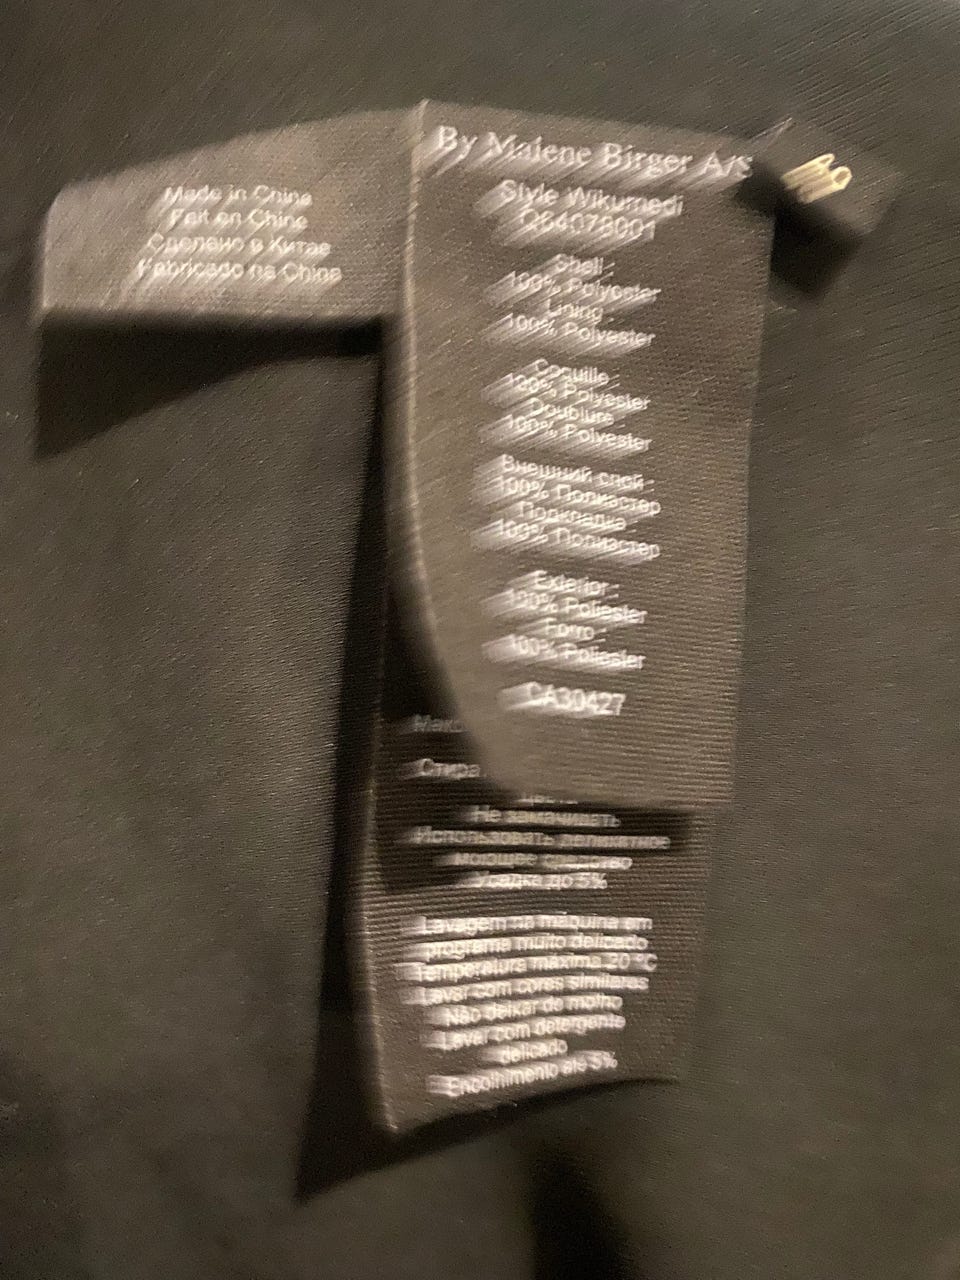 Made in China
Fait en Chine
Сделано в Китае
Fabricado na China
By Malene Birger A/S
Style Wikumedi
Q64078001
Shell :
100% Polyester
Lining :
100% Polyester
Coquille :
100% Polyester
Doublure :
100% Polyester
Внешний слой :
100% Полиэстер
Подкладка :
100% Полиэстер
Exterior :
100% Poliester
Forro :
100% Poliester
CA30427
Не замачивать
Использовать деликатное
моющее средство
Усадка до 5%
Lavagem na máquina em
programa muito delicado
Temperatura máxima 30 °C
Lavar com cores similares
Não deixar de molho
Lavar com detergente
delicado
Encolhimento até 5%